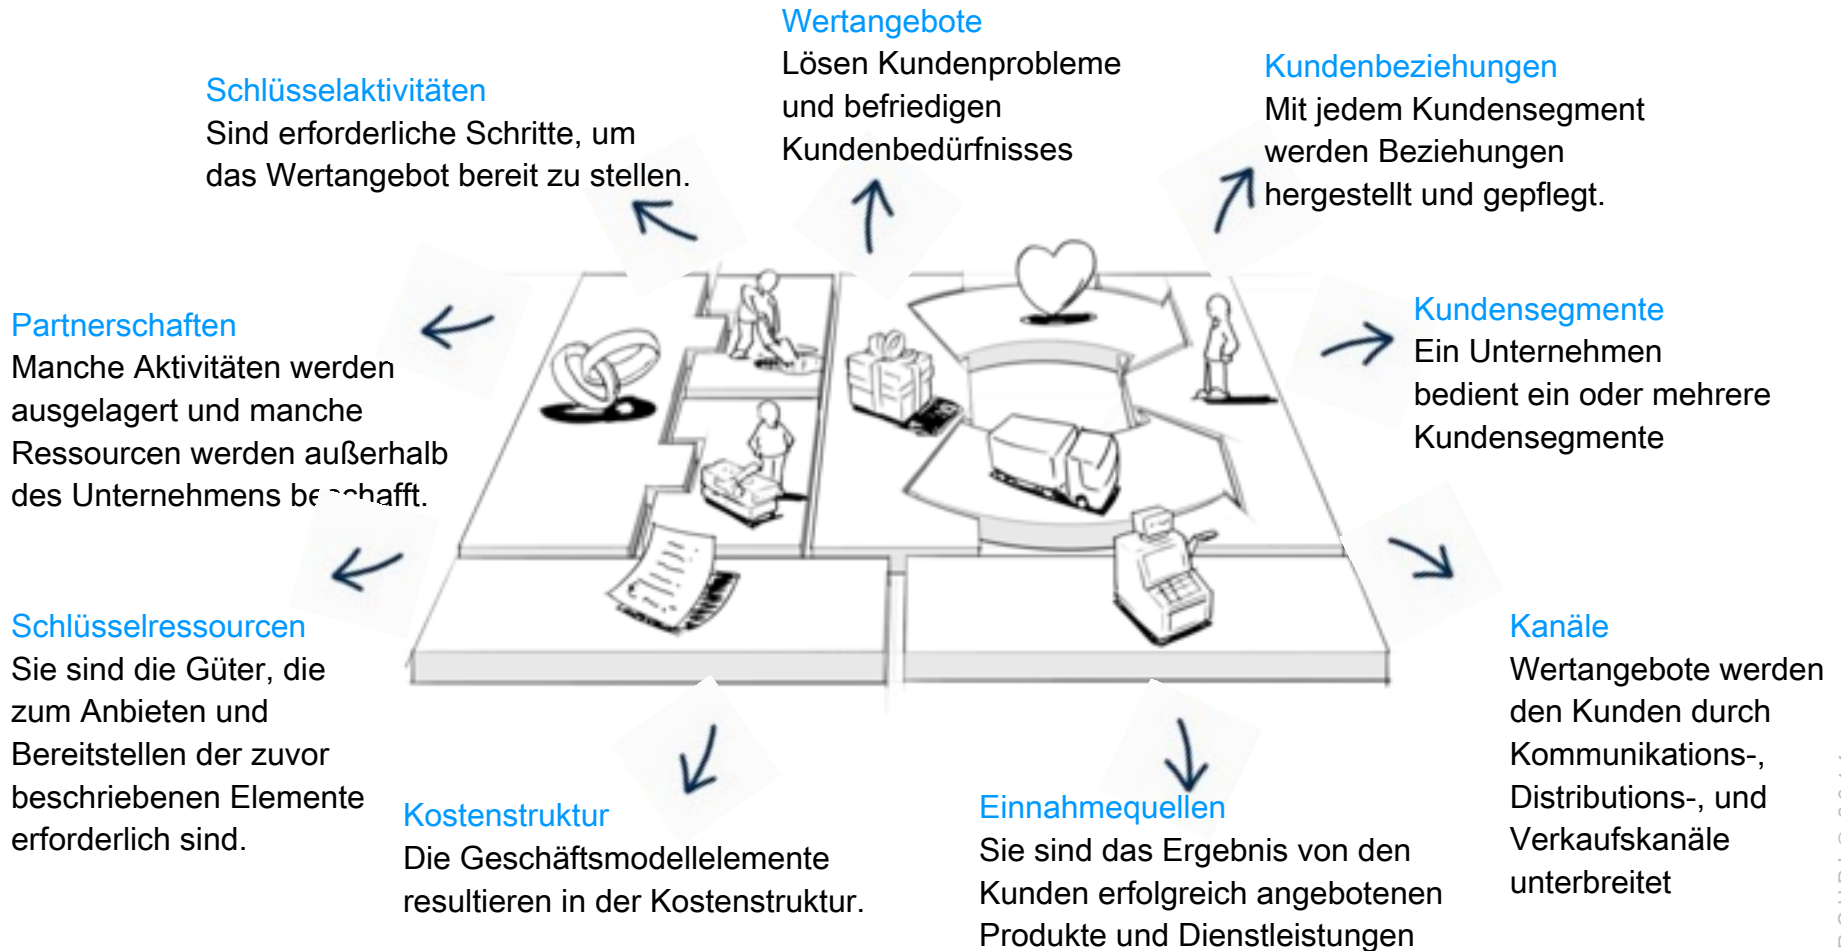 Wertangebote
Lösen Kundenprobleme
und befriedigen
Kundenbedürfnisses
Schlüsselaktivitäten
Sind erforderliche Schritte, um
das Wertangebot bereit zu stellen.
Kundenbeziehungen
Mit jedem Kundensegment
werden Beziehungen
hergestellt und gepflegt.
Partnerschaften
Manche Aktivitäten werden
ausgelagert und manche
Ressourcen werden außerhalb
des Unternehmens beschafft.
Kundensegmente
Ein Unternehmen
bedient ein oder mehrere
Kundensegmente
Schlüsselressourcen
Sie sind die Güter, die
zum Anbieten und
Bereitstellen der zuvor
beschriebenen Elemente
erforderlich sind.
Kostenstruktur
Die Geschäftsmodellelemente
resultieren in der Kostenstruktur.
Einnahmequellen
Sie sind das Ergebnis von den
Kunden erfolgreich angebotenen
Produkte und Dienstleistungen
Kanäle
Wertangebote werden
den Kunden durch
Kommunikations-,
Distributions-, und
Verkaufskanäle
unterbreitet